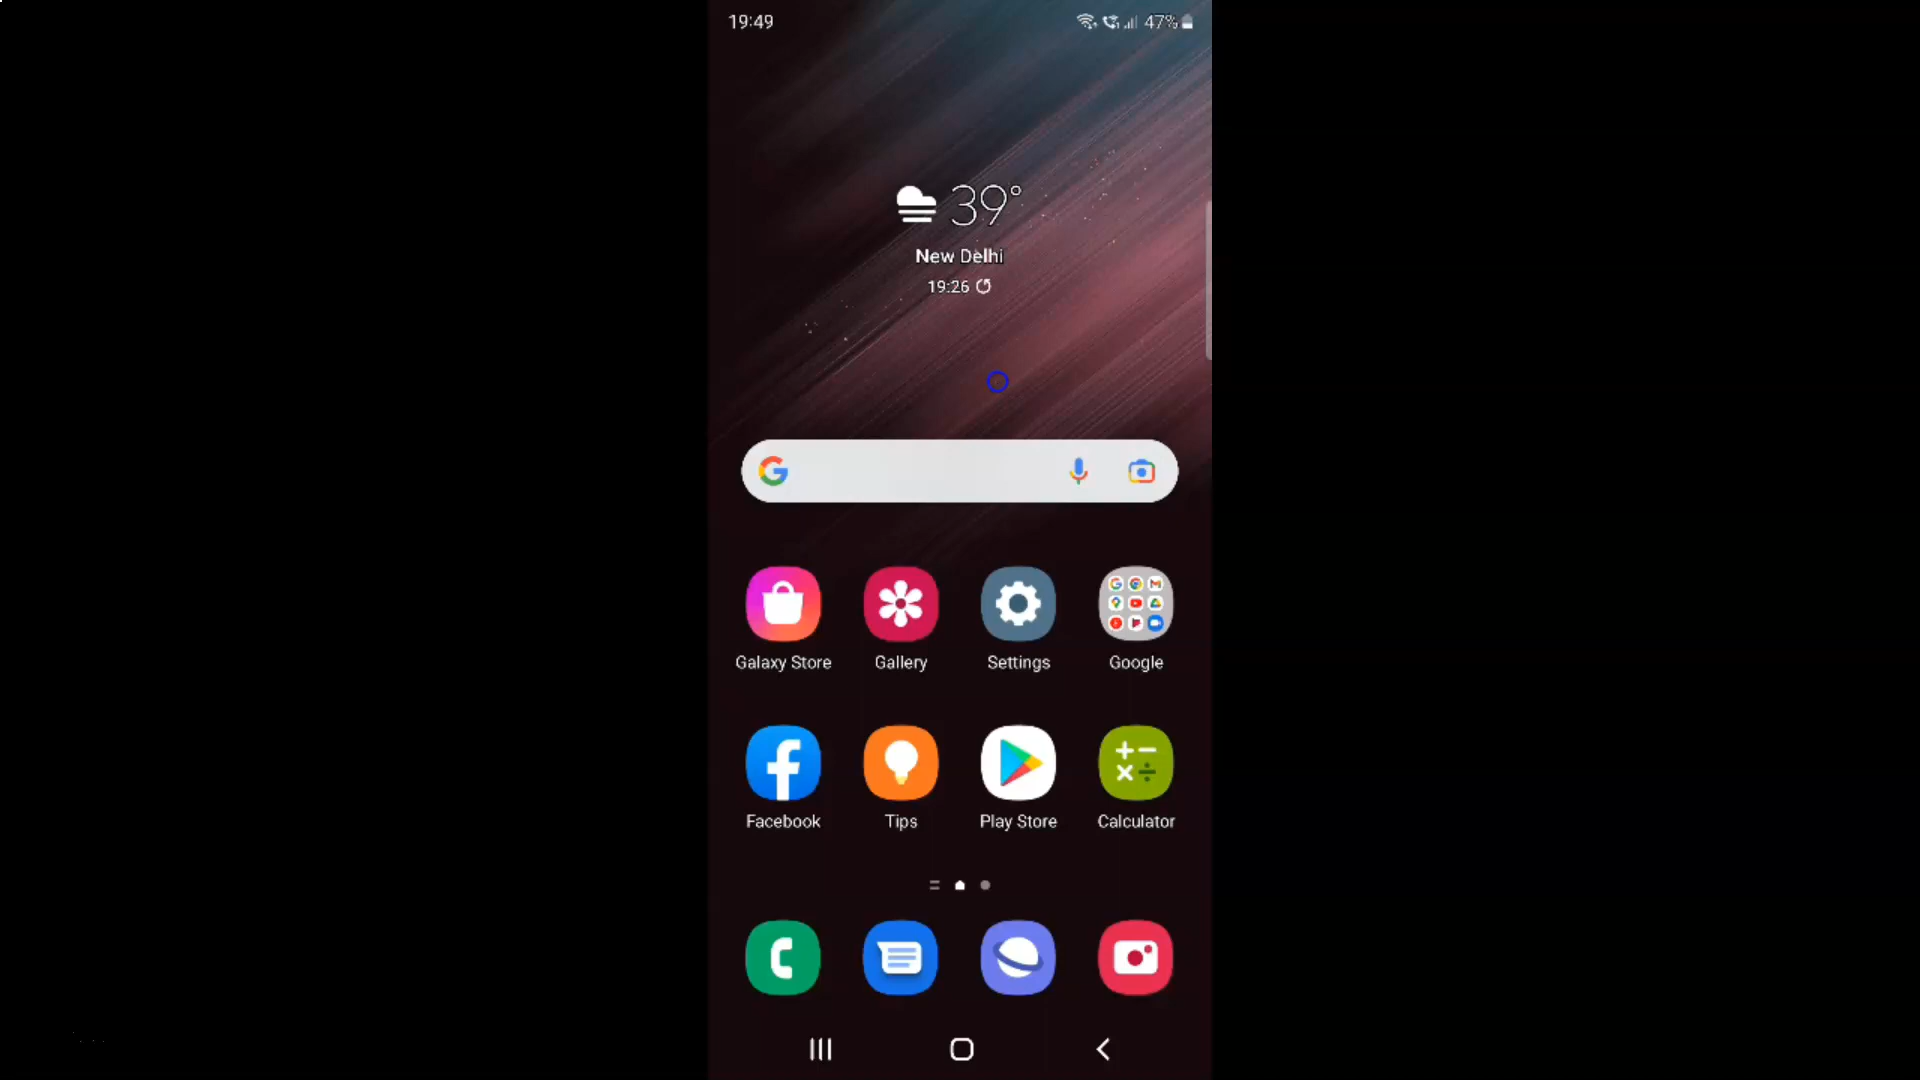 19:49 47%
39°
New Delhi
19:26
Galaxy Store Gallery Settings Google
Facebook Tips Play Store Calculator